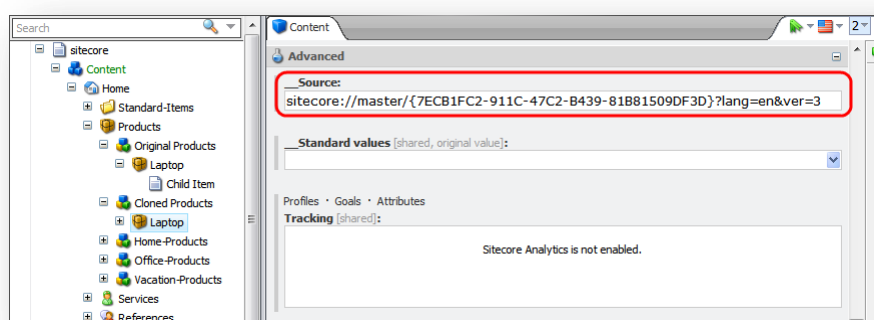 Search
sitecore
Content
Home
Standard-Items
Products
Original Products
Laptop
Child Item
Cloned Products
Laptop
Home-Products
Office-Products
Vacation-Products
Services
References
Content
2
Advanced
__Source:
sitecore://master/{7ECB1FC2-911C-47C2-B439-81B81509DF3D}?lang=en&ver=3
__Standard values [shared, original value]:
Profiles · Goals · Attributes
Tracking [shared]:
Sitecore Analytics is not enabled.